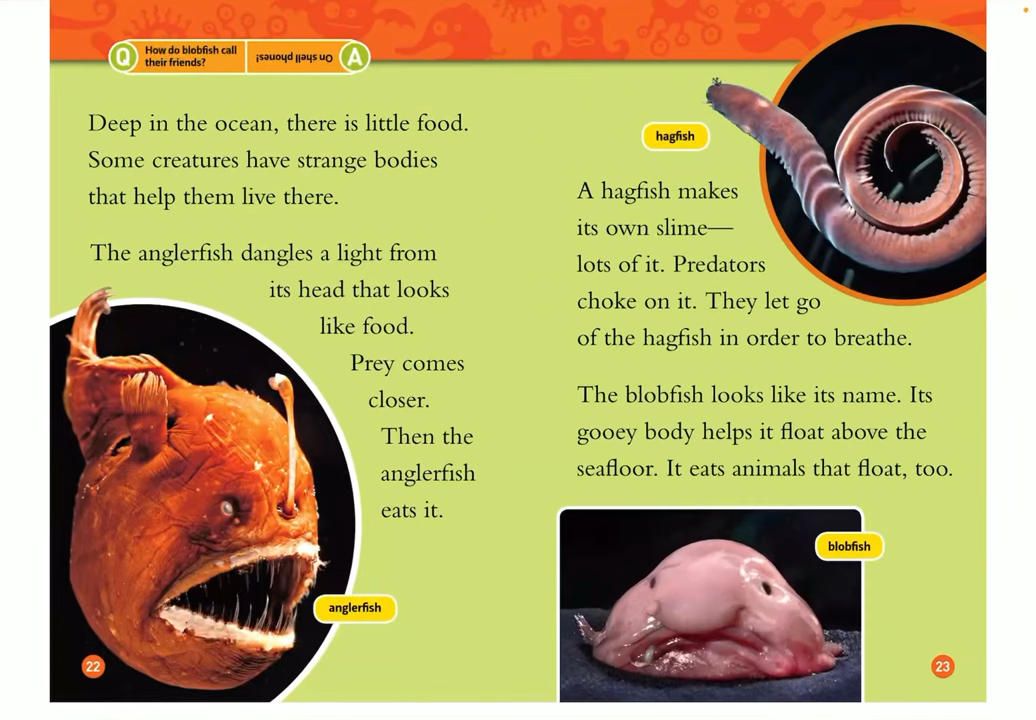 Q
How do blobfish call
their friends?
On shell phones!
A
Deep in the ocean, there is little food.
Some creatures have strange bodies
that help them live there.
The anglerfish dangles a light from
its head that looks
like food.
Prey comes
closer.
Then the
anglerfish
eats it.
anglerfish
22
hagfish
A hagfish makes
its own slime—
lots of it. Predators
choke on it. They let go
of the hagfish in order to breathe.
The blobfish looks like its name. Its
gooey body helps it float above the
seafloor. It eats animals that float, too.
blobfish
23